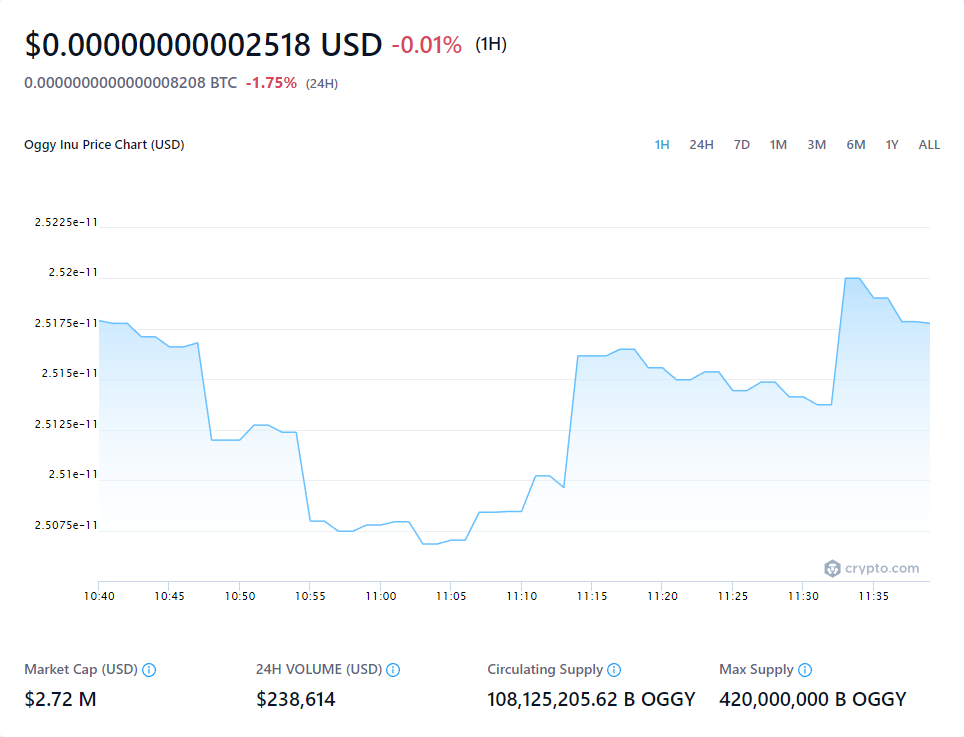 $0.00000000002518 USD -0.01% (1H)
0.0000000000000008208 BTC -1.75% (24H)
Oggy Inu Price Chart (USD) 1H 24H 7D 1M 3M 6M 1Y ALL
2.5225e-11
2.52e-11
2.5175e-11
2.515e-11
2.5125e-11
2.51e-11
2.5075e-11
crypto.com
10:40 10:45 10:50 10:55 11:00 11:05 11:10 11:15 11:20 11:25 11:30 11:35
Market Cap (USD) 24H VOLUME (USD) Circulating Supply Max Supply
$2.72 M $238,614 108,125,205.62 B OGGY 420,000,000 B OGGY